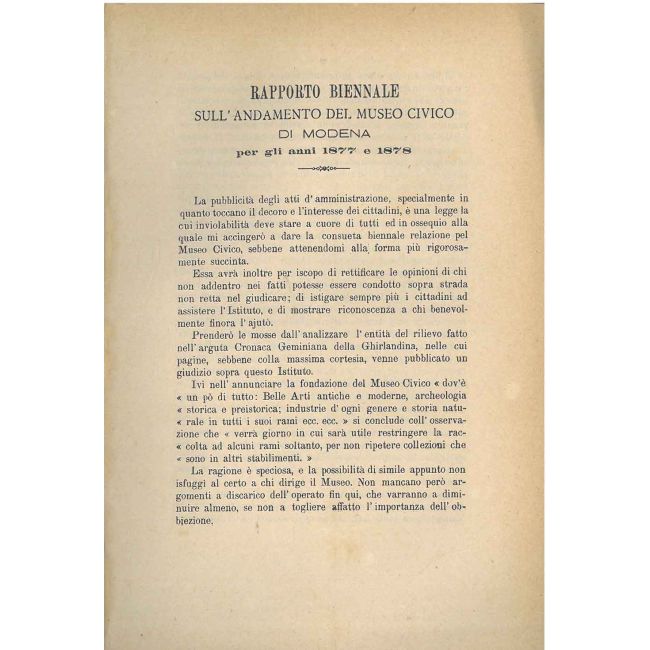 RAPPORTO BIENNALE
SULL'ANDAMENTO DEL MUSEO CIVICO
DI MODENA
per gli anni 1877 e 1878
La pubblicità degli atti d'amministrazione, specialmente in
quanto toccano il decoro e l'interesse dei cittadini, è una legge la
cui inviolabilità deve stare a cuore di tutti ed in ossequio alla
quale mi accingerò a dare la consueta biennale relazione pel
Museo Civico, sebbene attenendomi alla forma più rigorosa-
mente succinta.
Essa avrà inoltre per iscopo di rettificare le opinioni di chi
non addentro nei fatti potesse essere condotto sopra strada
non retta nel giudicare; di istigare sempre più i cittadini ad
assistere l'Istituto, e di mostrare riconoscenza a chi benevol-
mente finora l'ajutò.
Prenderò le mosse dall'analizzare l'entità del rilievo fatto
nell'arguta Cronaca Geminiana della Ghirlandina, nelle cui
pagine, sebbene colla massima cortesia, venne pubblicato un
giudizio sopra questo Istituto.
Ivi nell'annunciare la fondazione del Museo Civico « dov'è
« un pò di tutto: Belle Arti antiche e moderne, archeologia
« storica e preistorica; industrie d'ogni genere e storia natu-
« rale in tutti i suoi rami ecc. ecc. » si conclude coll'osserva-
zione che « verrà giorno in cui sarà utile restringere la rac-
« colta ad alcuni rami soltanto, per non ripetere collezioni che
« sono in altri stabilimenti. »
La ragione è speciosa, e la possibilità di simile appunto non
isfuggì al certo a chi dirige il Museo. Non mancano però ar-
gomenti a discarico dell'operato fin qui, che varranno a dimi-
nuire almeno, se non a togliere affatto l'importanza dell'ob-
biezione.